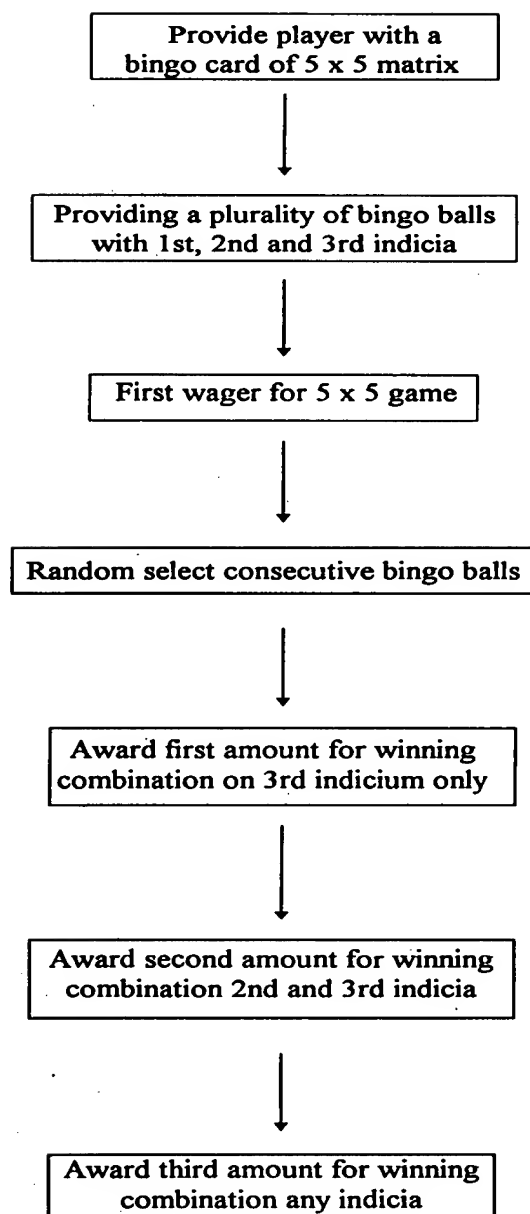 Provide player with a
bingo card of 5 x 5 matrix
Providing a plurality of bingo balls
with 1st, 2nd and 3rd indicia
First wager for 5 x 5 game
Random select consecutive bingo balls
Award first amount for winning
combination on 3rd indicium only
Award second amount for winning
combination 2nd and 3rd indicia
Award third amount for winning
combination any indicia